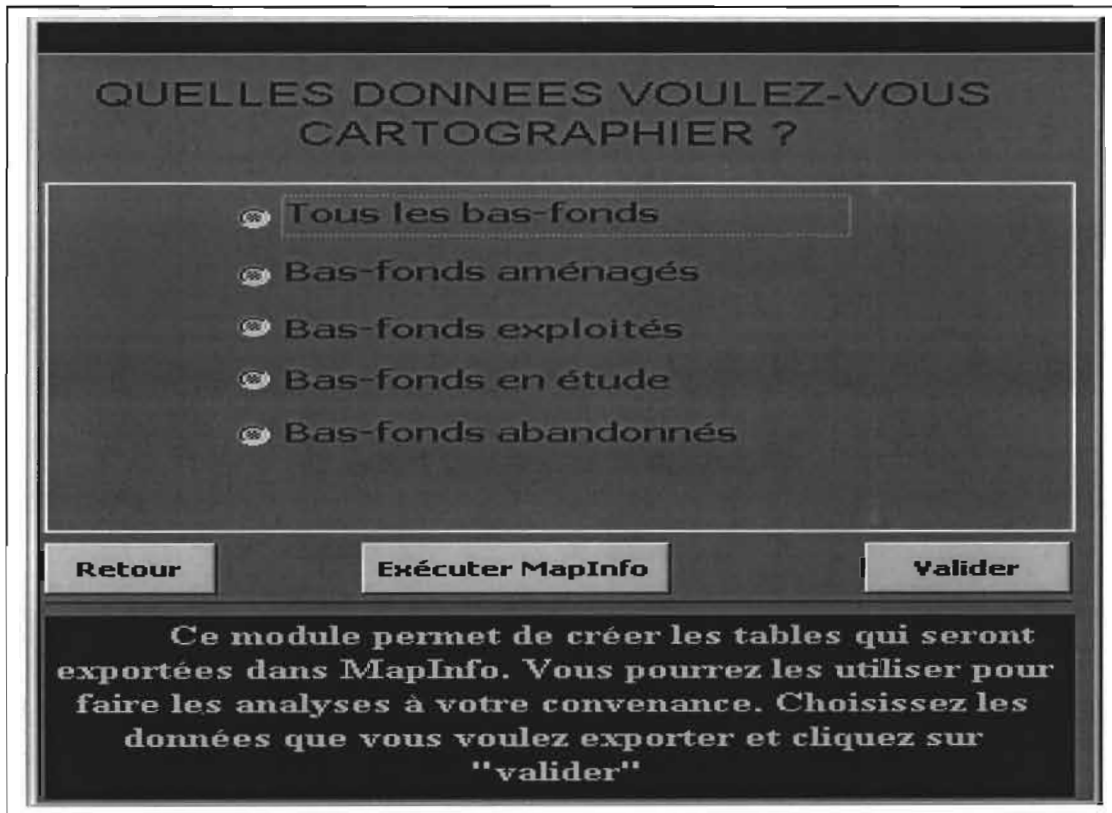 QUELLES DONNEES VOULEZ-VOUS
CARTOGRAPHIER ?
Tous les bas-fonds
Bas-fonds aménagés
Bas-fonds exploités
Bas-fonds en étude
Bas-fonds abandonnés
Retour
Exécuter MapInfo
Valider
Ce module permet de créer les tables qui seront
exportées dans MapInfo. Vous pourrez les utiliser pour
faire les analyses à votre convenance. Choisissez les
données que vous voulez exporter et cliquez sur
"valider"